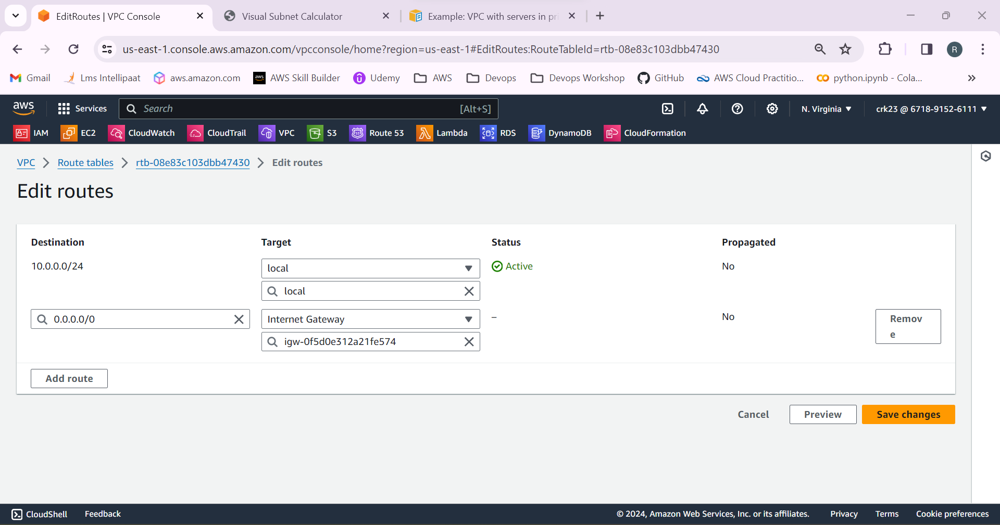 EditRoutes | VPC Console
Visual Subnet Calculator
Example: VPC with servers in pri
us-east-1.console.aws.amazon.com/vpcconsole/home?region=us-east-1#EditRoutes:RouteTableId=rtb-08e83c103dbb47430
R
Gmail
Lms Intellipaat
aws.amazon.com
aws
AWS Skill Builder
Udemy
AWS
Devops
Devops Workshop
GitHub
AWS Cloud Practitio...
python.ipynb - Cola...
aws
Services
Search
[Alt+S]
N. Virginia
crk23 @ 6718-9152-6111
IAM
EC2
CloudWatch
CloudTrail
VPC
S3
53
Route 53
Lambda
RDS
DynamoDB
CloudFormation
VPC
Route tables
rtb-08e83c103dbb47430
Edit routes
Edit routes
Destination
Target
Status
Propagated
10.0.0.0/24
local
Active
No
local
0.0.0.0/0
Internet Gateway
–
No
Remov
e
igw-0f5d0e312a21fe574
Add route
Cancel
Preview
Save changes
CloudShell
Feedback
© 2024, Amazon Web Services, Inc. or its affiliates.
Privacy
Terms
Cookie preferences